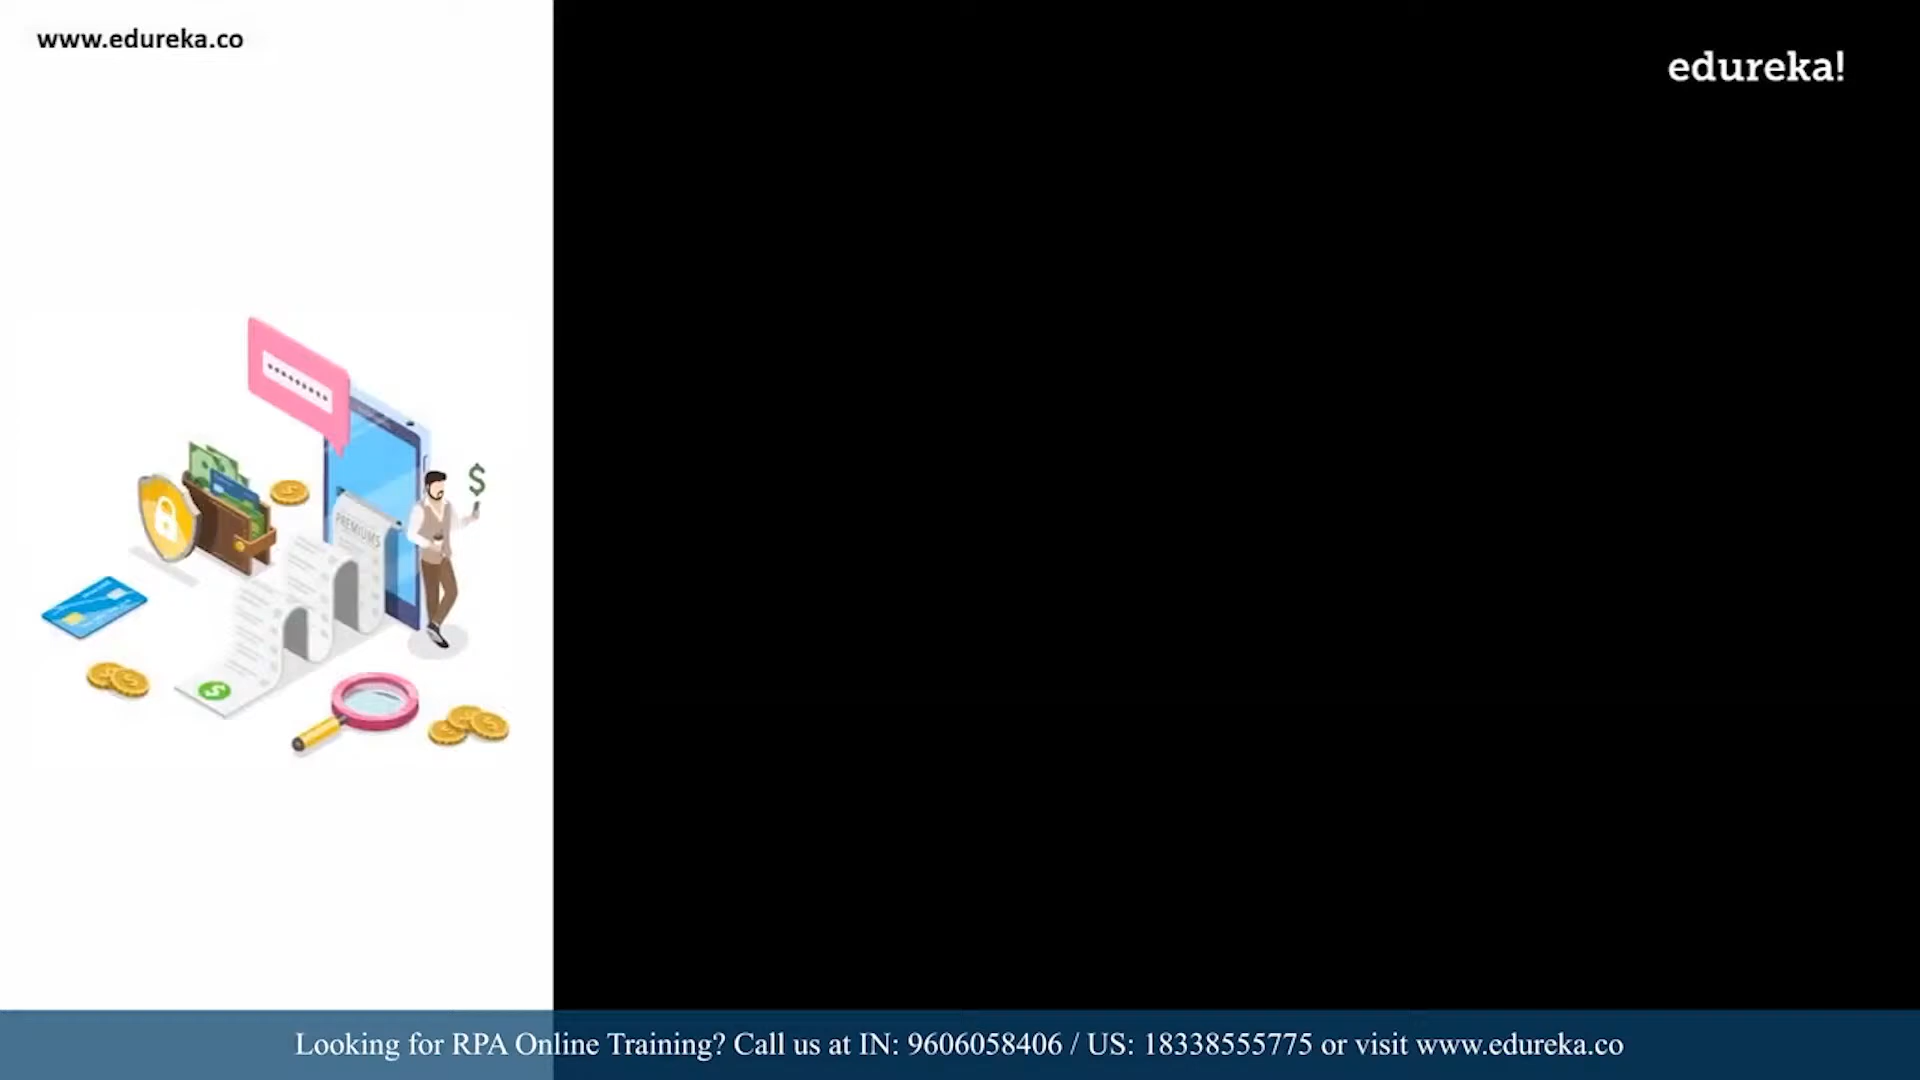 www.edureka.co
edureka!
PREMIUMS
Looking for RPA Online Training? Call us at IN: 9606058406 / US: 18338555775 or visit www.edureka.co